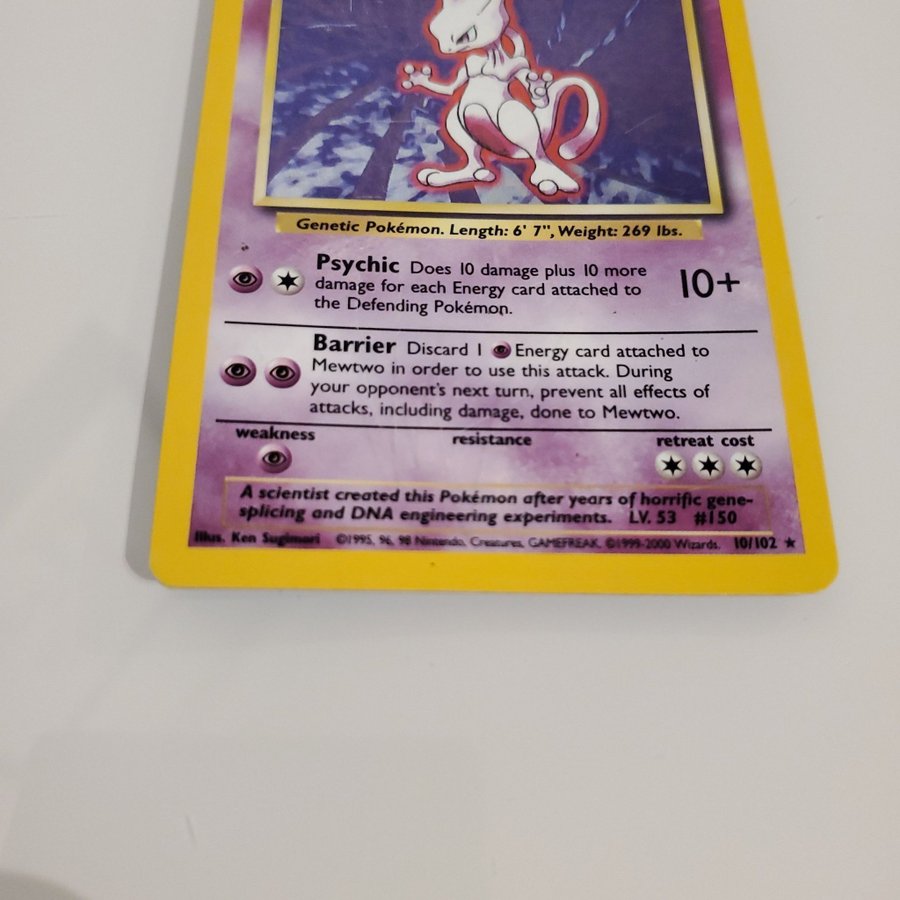 Genetic Pokémon. Length: 6' 7", Weight: 269 lbs.
Psychic Does 10 damage plus 10 more
damage for each Energy card attached to
the Defending Pokémon.
10+
Barrier Discard 1 Energy card attached to
Mewtwo in order to use this attack. During
your opponent's next turn, prevent all effects of
attacks, including damage, done to Mewtwo.
weakness resistance retreat cost
A scientist created this Pokémon after years of horrific gene-
splicing and DNA engineering experiments. LV. 53 #150
Illus. Ken Sugimori ©1995, 96, 98 Nintendo, Creatures, GAMEFREAK. ©1999-2000 Wizards. 10/102 ★